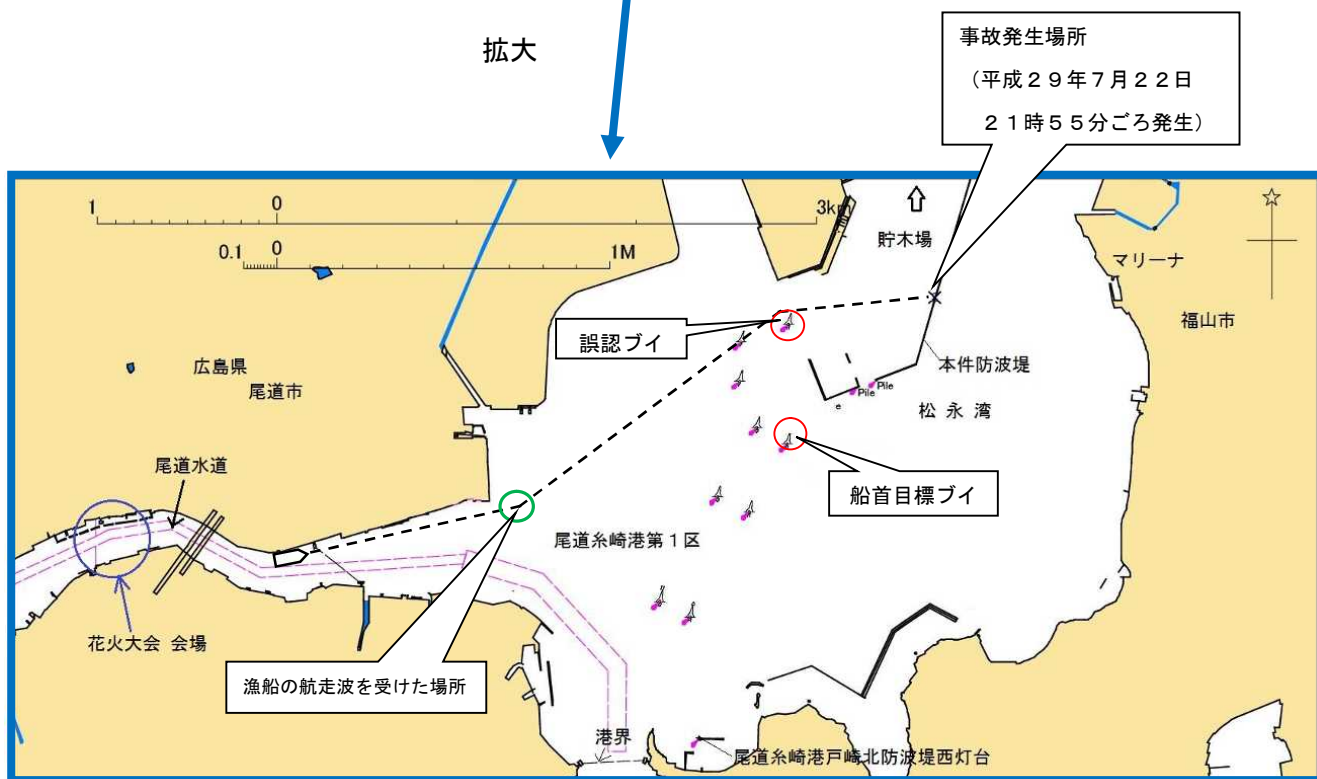 拡大
事故発生場所
（平成２９年７月２２日
２１時５５分ごろ発生）
1 0 3km
0.1 0 1M
貯木場
マリーナ
福山市
誤認ブイ
広島県
尾道市
本件防波堤
Pile
Pile
e
松 永 湾
尾道水道
船首目標ブイ
尾道糸崎港第１区
花火大会 会場
漁船の航走波を受けた場所
港界
尾道糸崎港戸崎北防波堤西灯台